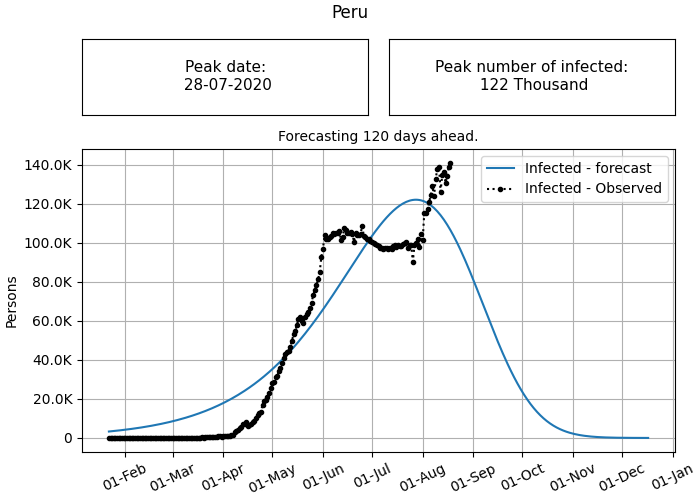 Peru
Peak date:
28-07-2020
Peak number of infected:
122 Thousand
Forecasting 120 days ahead.
Infected - forecast
Infected - Observed
Persons
140.0K
120.0K
100.0K
80.0K
60.0K
40.0K
20.0K
0
01-Feb
01-Mar
01-Apr
01-May
01-Jun
01-Jul
01-Aug
01-Sep
01-Oct
01-Nov
01-Dec
01-Jan